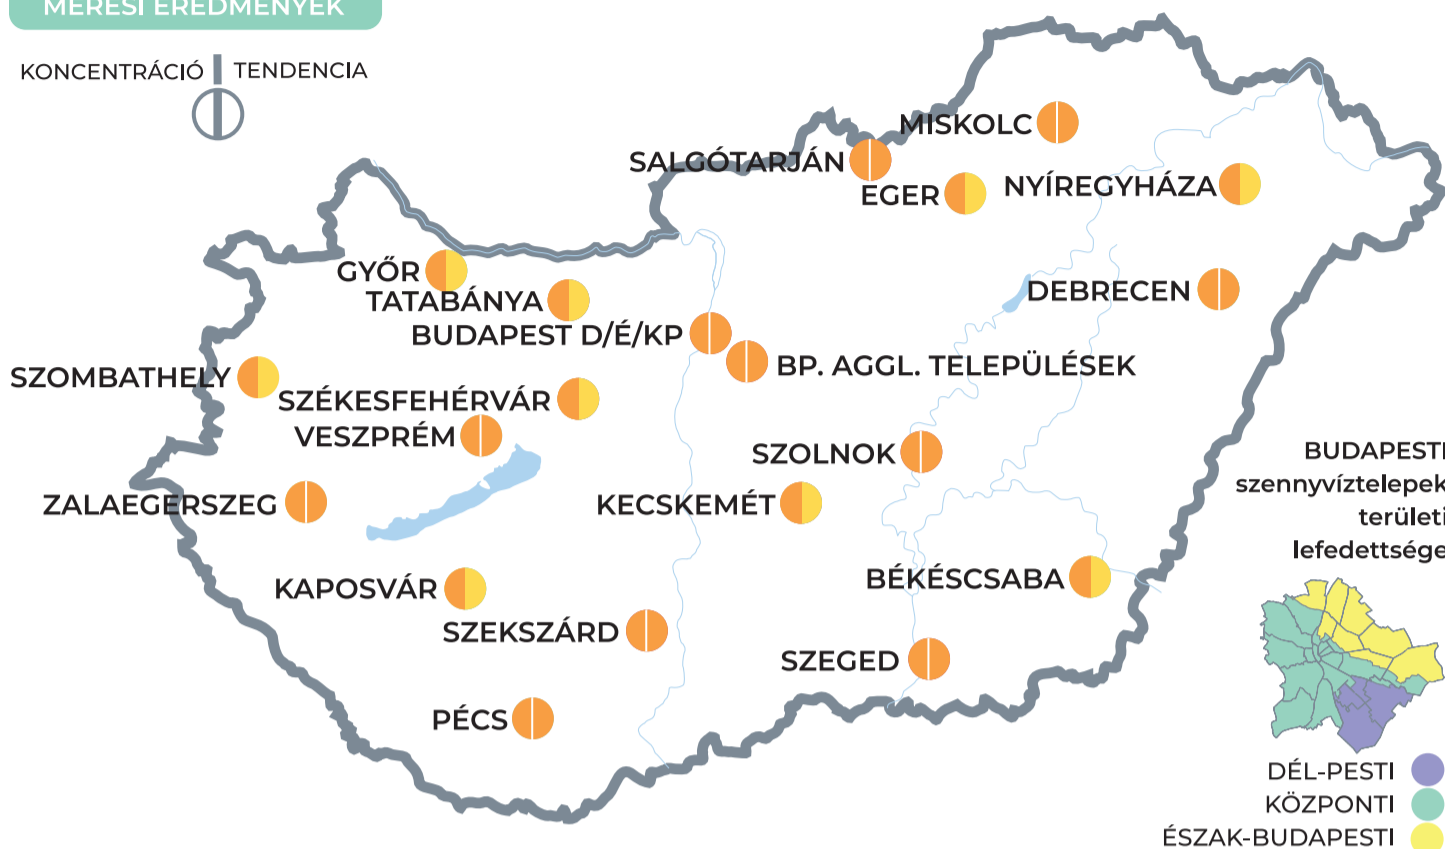 MÉRÉSI EREDMÉNYEK
KONCENTRÁCIÓ TENDENCIA
MISKOLC
SALGÓTARJÁN
EGER
NYÍREGYHÁZA
GYŐR
TATABÁNYA
DEBRECEN
BUDAPEST D/É/KP
BP. AGGL. TELEPÜLÉSEK
SZOMBATHELY
SZÉKESFEHÉRVÁR
VESZPRÉM
SZOLNOK
ZALAEGERSZEG
KECSKEMÉT
BÉKÉSCSABA
KAPOSVÁR
SZEKSZÁRD
SZEGED
PÉCS
BUDAPESTI
szennyvíztelepek
területi
lefedettsége
DÉL-PESTI
KÖZPONTI
ÉSZAK-BUDAPESTI